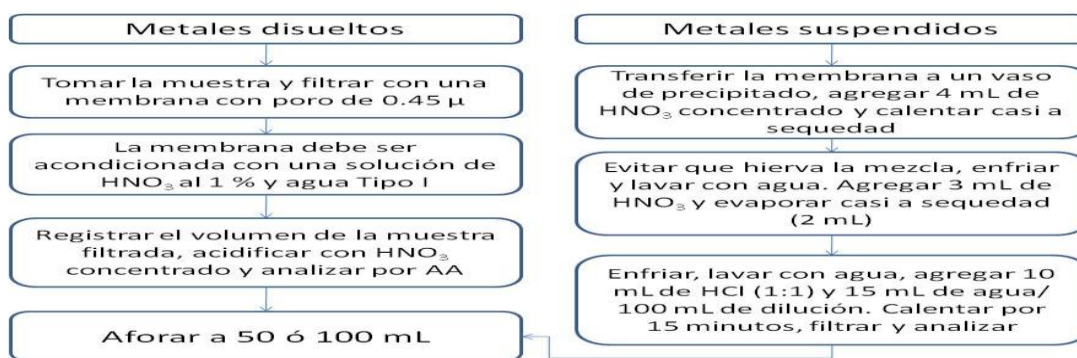 Metales disueltos
Tomar la muestra y filtrar con una
membrana con poro de 0.45 µ
La membrana debe ser
acondicionada con una solución de
HNO₃ al 1 % y agua Tipo I
Registrar el volumen de la muestra
filtrada, acidificar con HNO₃
concentrado y analizar por AA
Aforar a 50 ó 100 mL
Metales suspendidos
Transferir la membrana a un vaso
de precipitado, agregar 4 mL de
HNO₃ concentrado y calentar casi a
sequedad
Evitar que hierva la mezcla, enfriar
y lavar con agua. Agregar 3 mL de
HNO₃ y evaporar casi a sequedad
(2 mL)
Enfriar, lavar con agua, agregar 10
mL de HCl (1:1) y 15 mL de agua/
100 mL de dilución. Calentar por
15 minutos, filtrar y analizar